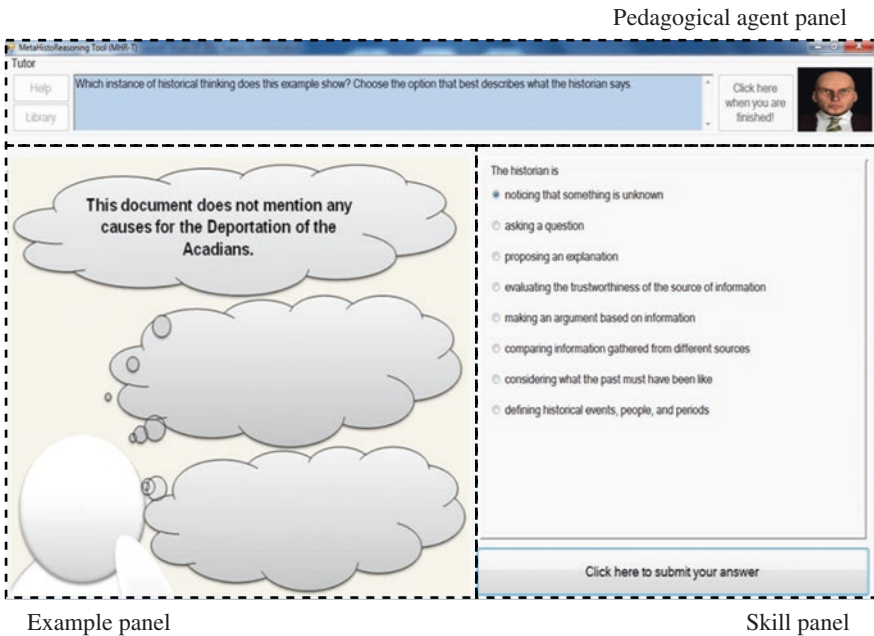 Pedagogical agent panel
MetaHistoReasoning Tool (MHR-T)
Tutor
Help
Library
Which instance of historical thinking does this example show? Choose the option that best describes what the historian says.
Click here
when you are
finished!
This document does not mention any
causes for the Deportation of the
Acadians.
The historian is
noticing that something is unknown
asking a question
proposing an explanation
evaluating the trustworthiness of the source of information
making an argument based on information
comparing information gathered from different sources
considering what the past must have been like
defining historical events, people, and periods
Click here to submit your answer
Example panel
Skill panel